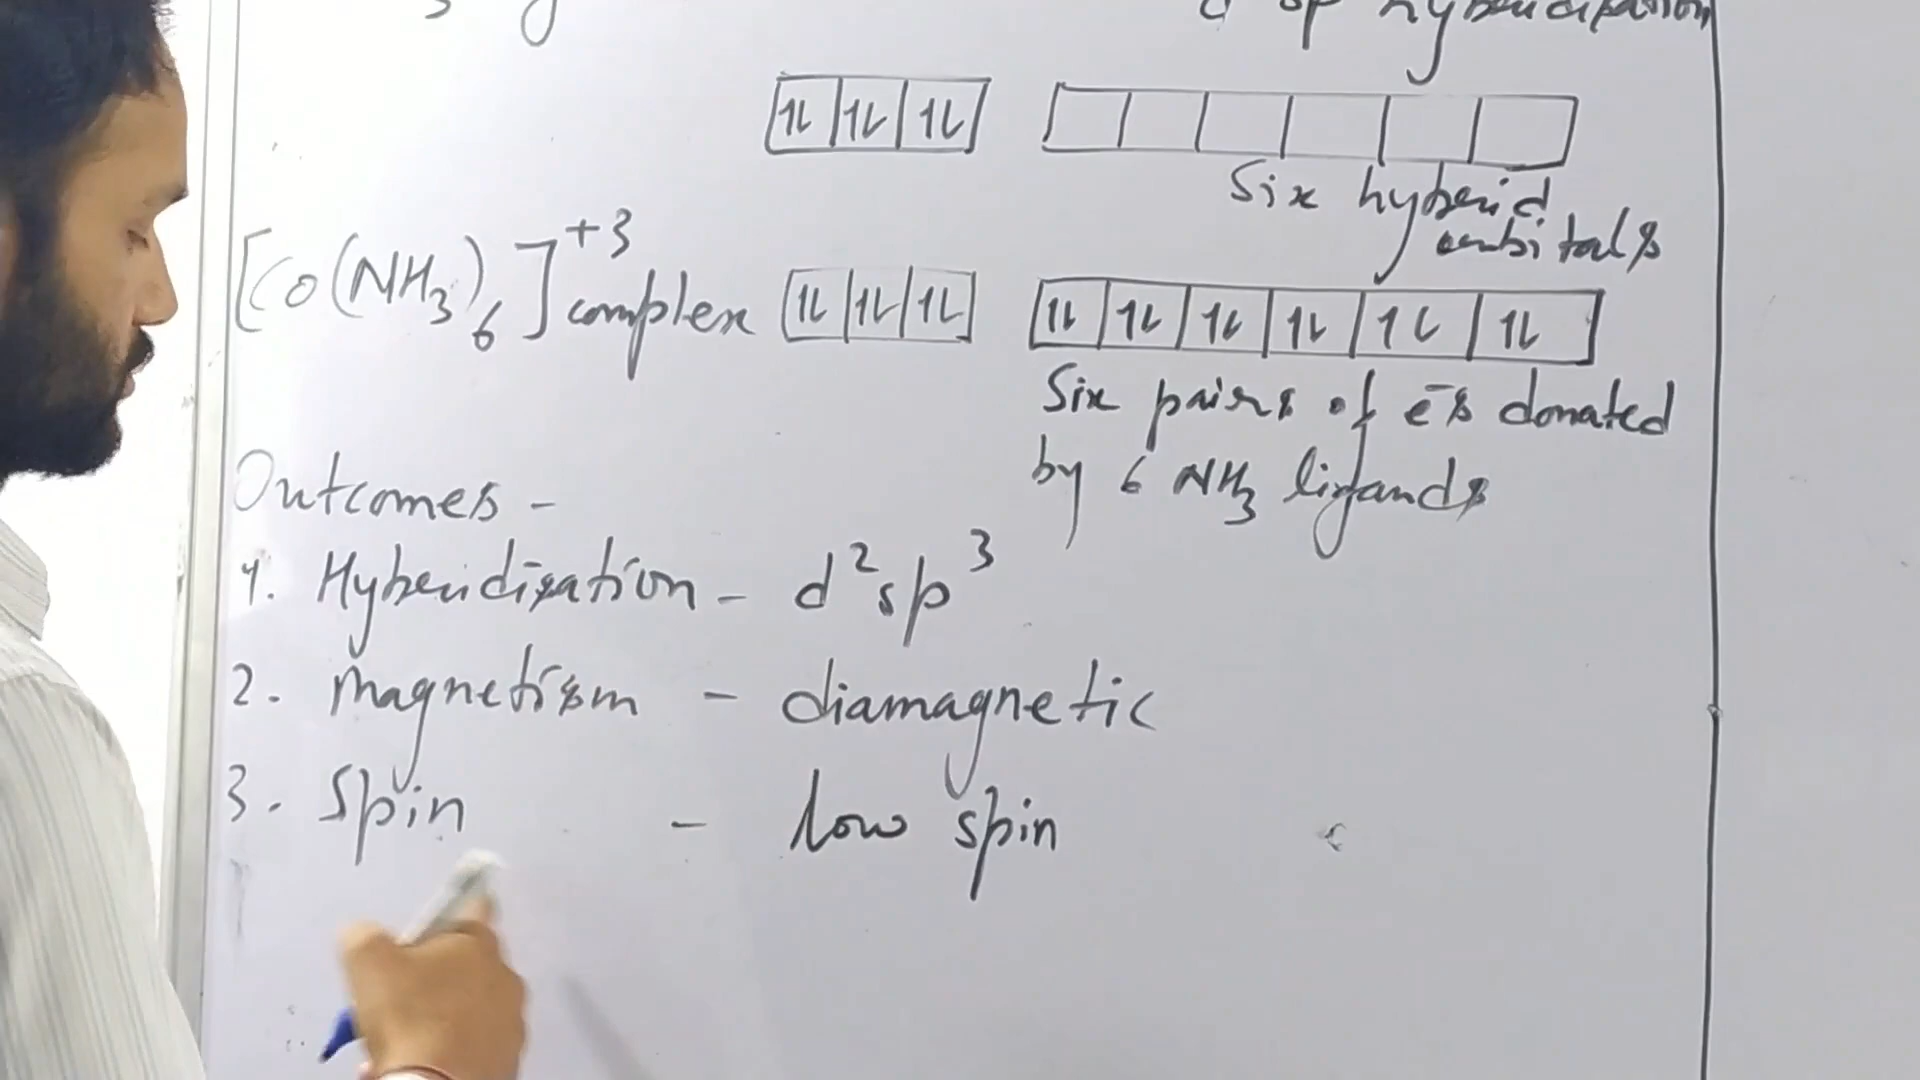 d²sp³ hybridization
1L 1L 1L
Six hybrid
orbitals
[Co(NH₃)₆]⁺³ complex 1L 1L 1L 1L 1L 1L 1L 1L 1L
Six pairs of e⁻s donated
by 6 NH₃ ligands
Outcomes -
1. Hybridization - d²sp³
2. Magnetism - diamagnetic
3. Spin - low spin